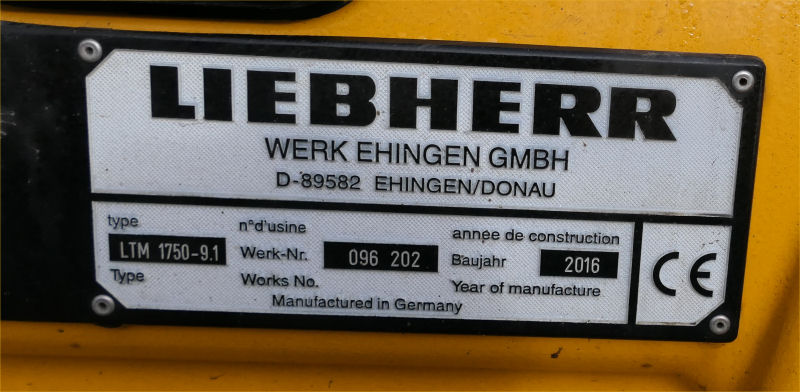 LIEBHERR
WERK EHINGEN GMBH
D-89582 EHINGEN/DONAU
type
LTM 1750-9.1
Type
n°d'usine
Werk-Nr. 096 202
Works No.
année de construction
Baujahr 2016
Year of manufacture
Manufactured in Germany
CE